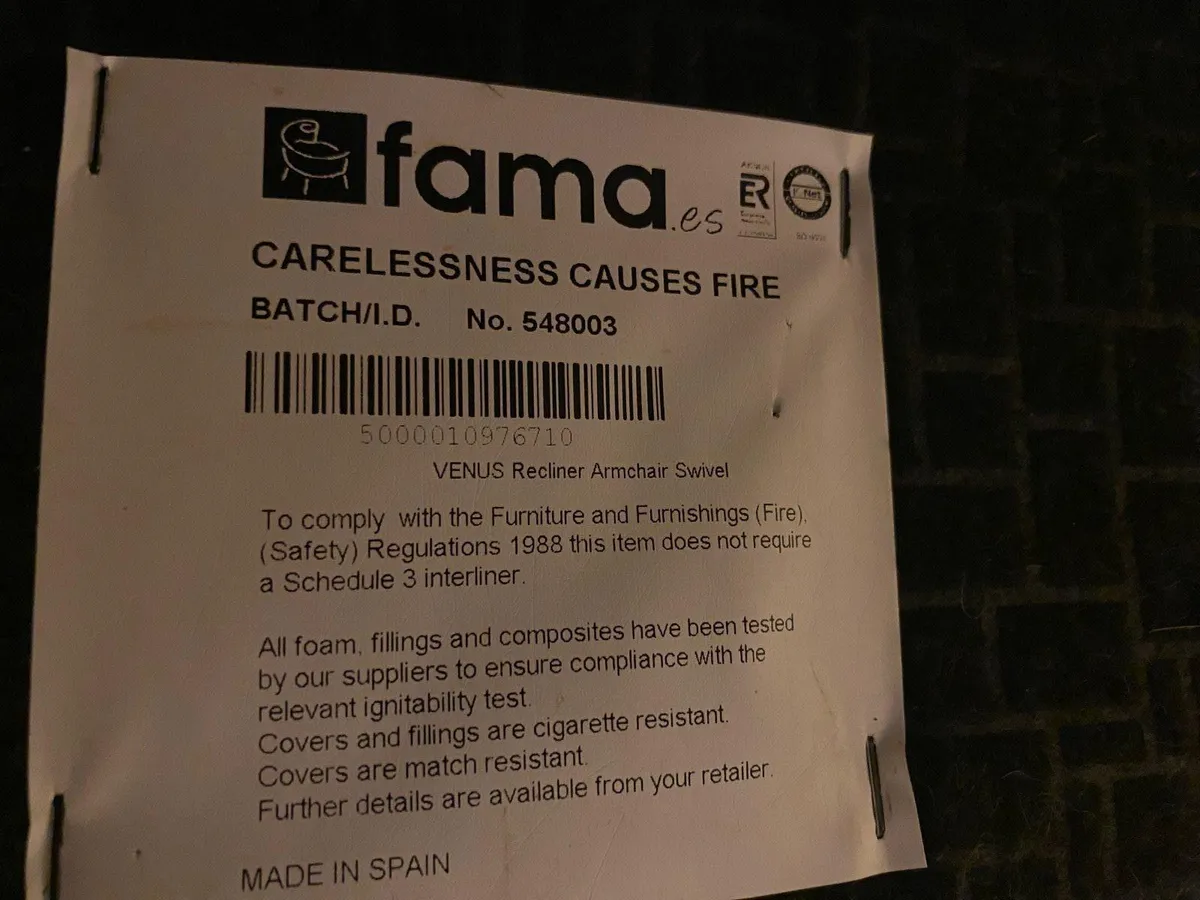 fama.es
ER
CARELESSNESS CAUSES FIRE
BATCH/I.D. No. 548003
5000010976710
VENUS Recliner Armchair Swivel
To comply with the Furniture and Furnishings (Fire).
(Safety) Regulations 1988 this item does not require
a Schedule 3 interliner.
All foam, fillings and composites have been tested
by our suppliers to ensure compliance with the
relevant ignitability test.
Covers and fillings are cigarette resistant.
Covers are match resistant.
Further details are available from your retailer.
MADE IN SPAIN